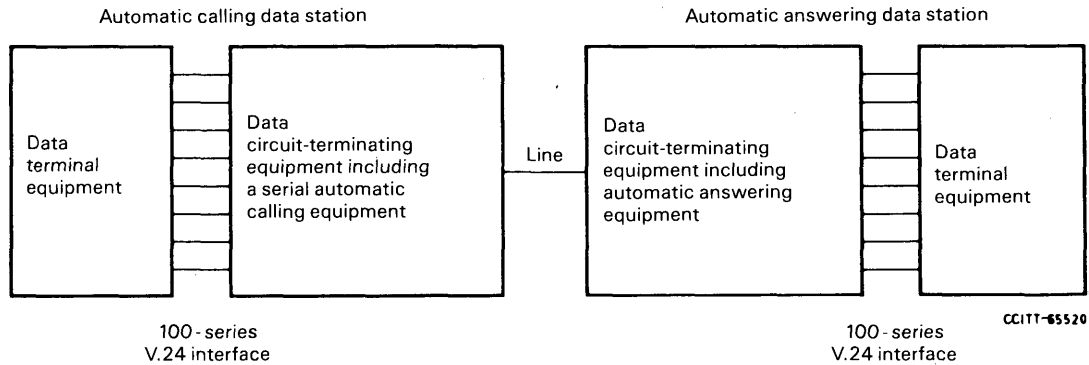 Automatic calling data station
Automatic answering data station
Data
terminal
equipment
Data
circuit-terminating
equipment including
a serial automatic
calling equipment
Line
Data
circuit-terminating
equipment including
automatic answering
equipment
Data
terminal
equipment
100-series
V.24 interface
100-series
V.24 interface
CCITT-65520